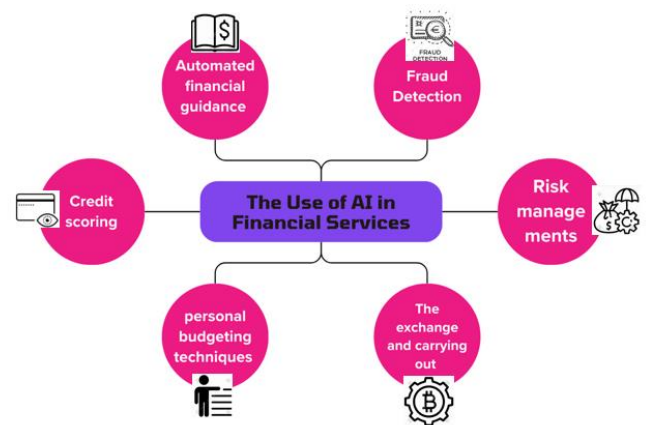 Automated
financial
guidance
FRAUD
DETECTION
Fraud
Detection
Credit
scoring
The Use of AI in
Financial Services
Risk
manage
ments
personal
budgeting
techniques
The
exchange
and carrying
out